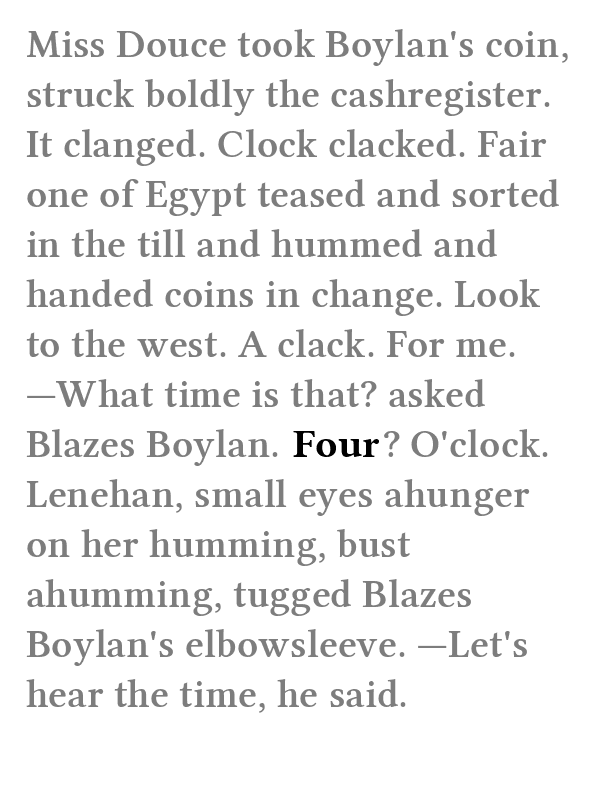 Miss Douce took Boylan's coin,
struck boldly the cashregister.
It clanged. Clock clacked. Fair
one of Egypt teased and sorted
in the till and hummed and
handed coins in change. Look
to the west. A clack. For me.
—What time is that? asked
Blazes Boylan. Four? O'clock.
Lenehan, small eyes ahunger
on her humming, bust
ahumming, tugged Blazes
Boylan's elbowsleeve. —Let's
hear the time, he said.